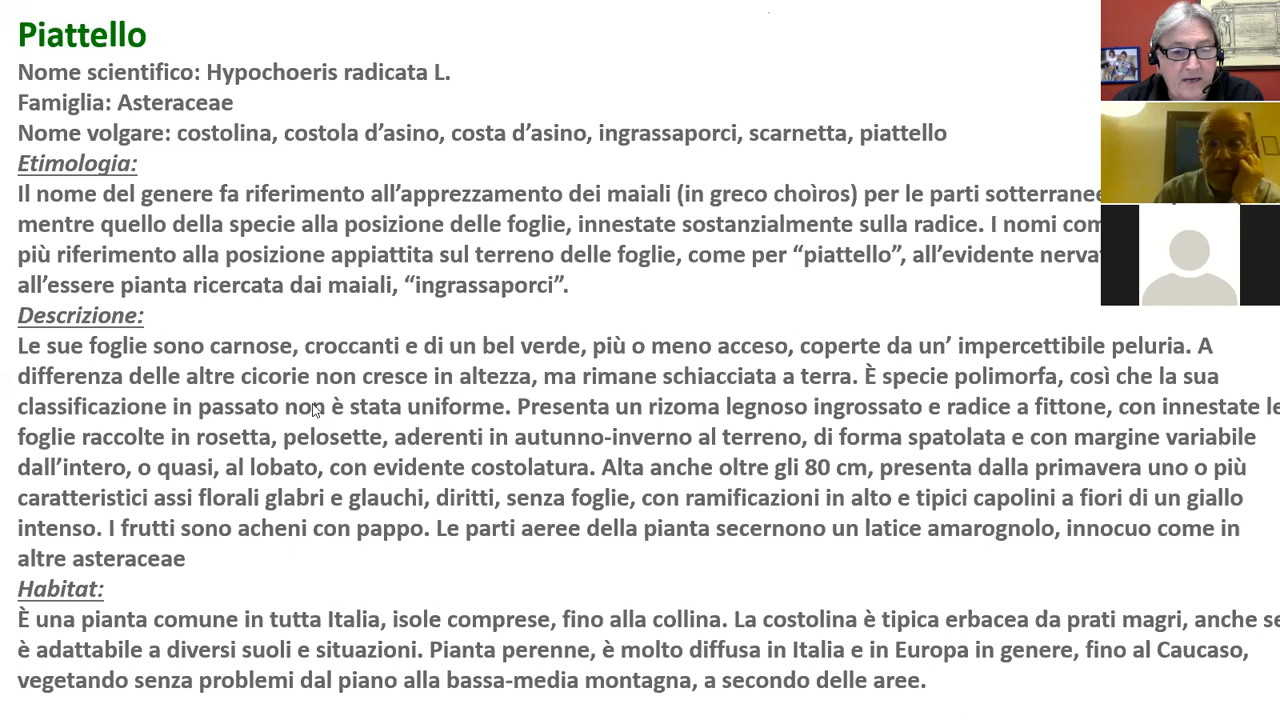 Piattello
Nome scientifico: Hypochoeris radicata L.
Famiglia: Asteraceae
Nome volgare: costolina, costola d’asino, costa d’asino, ingrassaporci, scarnetta, piattello
Etimologia:
Il nome del genere fa riferimento all’apprezzamento dei maiali (in greco choìros) per le parti sotterranee
mentre quello della specie alla posizione delle foglie, innestate sostanzialmente sulla radice. I nomi
più riferimento alla posizione appiattita sul terreno delle foglie, come per “piattello”, all’evidente
all’essere pianta ricercata dai maiali, “ingrassaporci”.
Descrizione:
Le sue foglie sono carnose, croccanti e di un bel verde, più o meno acceso, coperte da un’ impercettibile peluria. A
differenza delle altre cicorie non cresce in altezza, ma rimane schiacciata a terra. È specie polimorfa, così che la sua
classificazione in passato non è stata uniforme. Presenta un rizoma legnoso ingrossato e radice a fittone, con innestate le
foglie raccolte in rosetta, pelosette, aderenti in autunno-inverno al terreno, di forma spatolata e con margine variabile
dall’intero, o quasi, al lobato, con evidente costolatura. Alta anche oltre gli 80 cm, presenta dalla primavera uno o più
caratteristici assi florali glabri e glauchi, diritti, senza foglie, con ramificazioni in alto e tipici capolini a fiori di un giallo
intenso. I frutti sono acheni con pappo. Le parti aeree della pianta secernono un latice amarognolo, innocuo come in
altre asteraceae
Habitat:
È una pianta comune in tutta Italia, isole comprese, fino alla collina. La costolina è tipica erbacea da prati magri, anche se
è adattabile a diversi suoli e situazioni. Pianta perenne, è molto diffusa in Italia e in Europa in genere, fino al Caucaso,
vegetando senza problemi dal piano alla bassa-media montagna, a secondo delle aree.